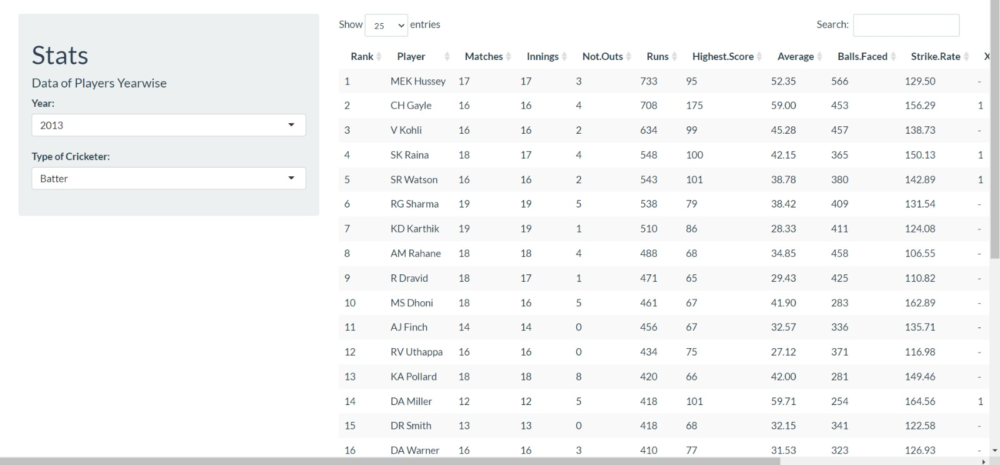 Show 25 entries Search:
Stats
Data of Players Yearwise
Year:
2013
Type of Cricketer:
Batter
Rank Player Matches Innings Not.Outs Runs Highest.Score Average Balls.Faced Strike.Rate X
1 MEK Hussey 17 17 3 733 95 52.35 566 129.50 -
2 CH Gayle 16 16 4 708 175 59.00 453 156.29 1
3 V Kohli 16 16 2 634 99 45.28 457 138.73 -
4 SK Raina 18 17 4 548 100 42.15 365 150.13 1
5 SR Watson 16 16 2 543 101 38.78 380 142.89 1
6 RG Sharma 19 19 5 538 79 38.42 409 131.54 -
7 KD Karthik 19 19 1 510 86 28.33 411 124.08 -
8 AM Rahane 18 18 4 488 68 34.85 458 106.55 -
9 R Dravid 18 17 1 471 65 29.43 425 110.82 -
10 MS Dhoni 18 16 5 461 67 41.90 283 162.89 -
11 AJ Finch 14 14 0 456 67 32.57 336 135.71 -
12 RV Uthappa 16 16 0 434 75 27.12 371 116.98 -
13 KA Pollard 18 18 8 420 66 42.00 281 149.46 -
14 DA Miller 12 12 5 418 101 59.71 254 164.56 1
15 DR Smith 13 13 0 418 68 32.15 341 122.58 -
16 DA Warner 16 16 3 410 77 31.53 323 126.93 -